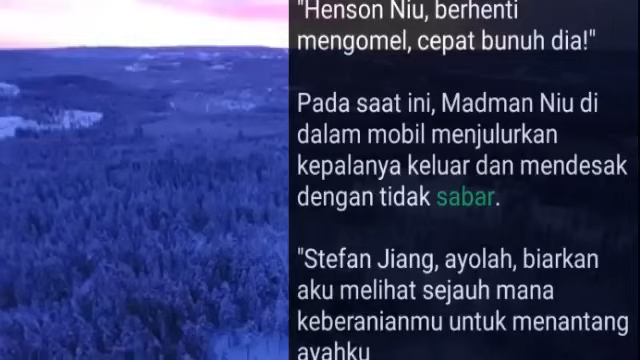 "Henson Niu, berhenti
mengomel, cepat bunuh dia!"
Pada saat ini, Madman Niu di
dalam mobil menjulurkan
kepalanya keluar dan mendesak
dengan tidak sabar.
"Stefan Jiang, ayolah, biarkan
aku melihat sejauh mana
keberanianmu untuk menantang
ayahku